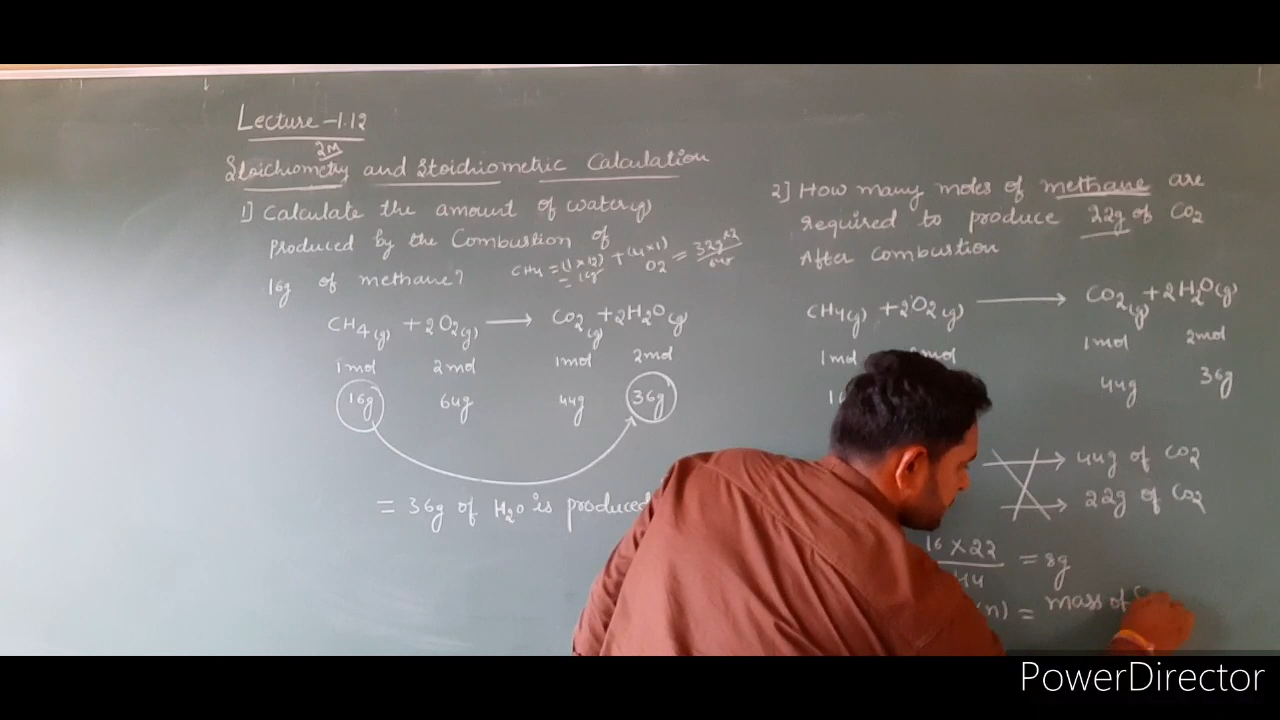 Lecture-1.12
2M
Stoichiometry and Stoichiometric Calculation
1] Calculate the amount of water(g)
produced by the Combustion of
16g of methane?
CH4 = (1×12) + (4×1)
= 16g
O2 = 32g×2
64g
CH4(g) + 2O2(g) → CO2(g) + 2H2O(g)
1mol 2mol 1mol 2mol
16g 64g 44g 36g
= 36g of H2O is produced
2] How many moles of methane are
required to produce 22g of CO2
After combustion
CH4(g) + 2O2(g) → CO2(g) + 2H2O(g)
1mol mol 1mol 2mol
44g 36g
→ 44g of CO2
→ 22g of CO2
16×22
44
= 8g
(n) = mass of
PowerDirector